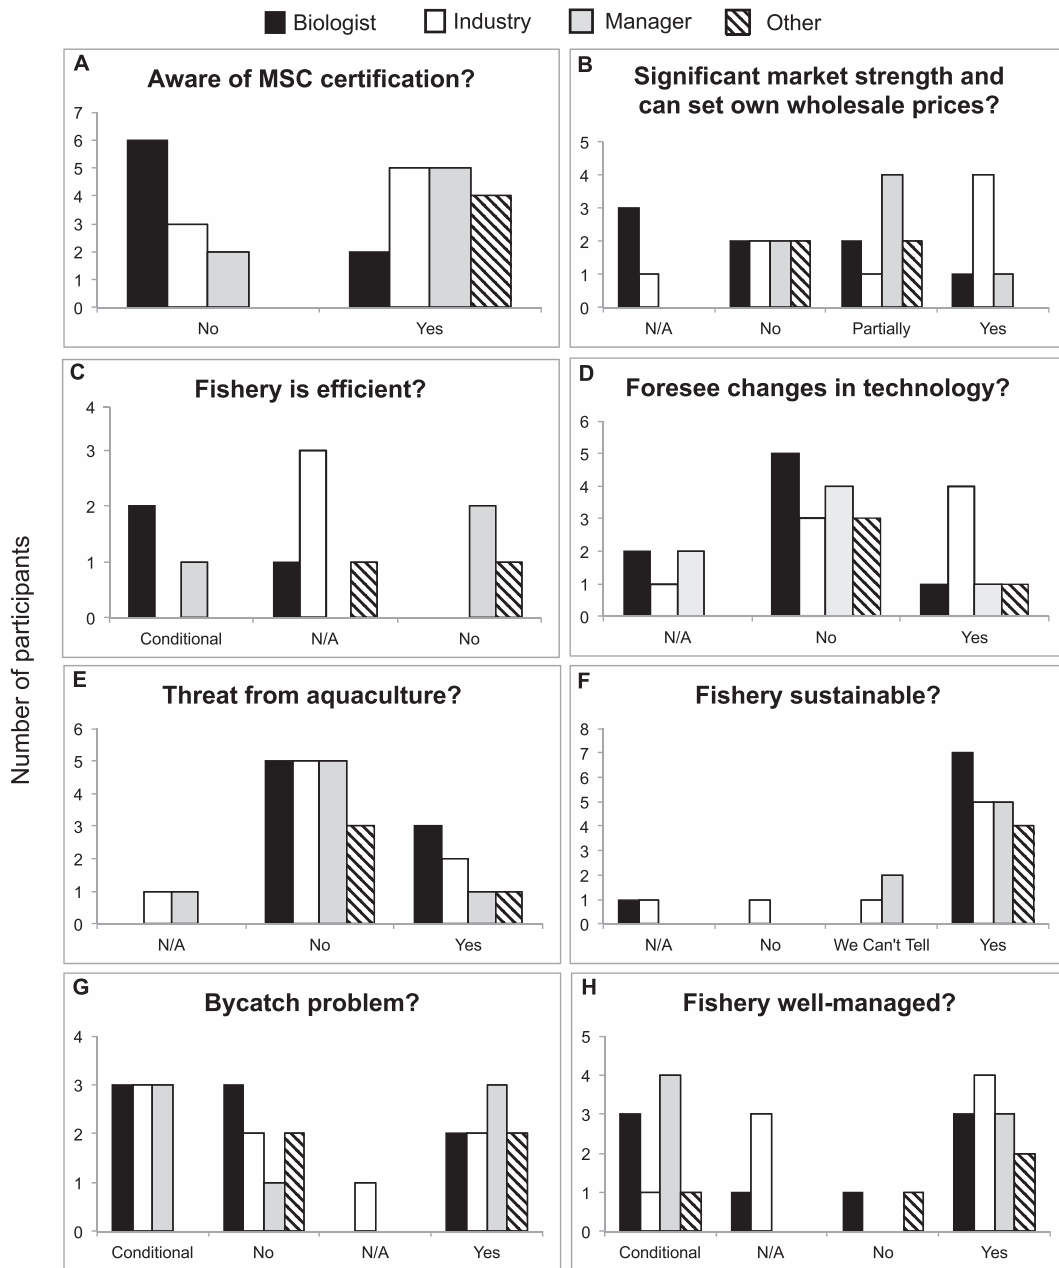 Biologist Industry Manager Other
Number of participants
A
Aware of MSC certification?
7
6
5
4
3
2
1
0
No Yes
B
Significant market strength and
can set own wholesale prices?
5
4
3
2
1
0
N/A No Partially Yes
C
Fishery is efficient?
4
3
2
1
0
Conditional N/A No
D
Foresee changes in technology?
6
5
4
3
2
1
0
N/A No Yes
E
Threat from aquaculture?
6
5
4
3
2
1
0
N/A No Yes
F
Fishery sustainable?
8
7
6
5
4
3
2
1
0
N/A No We Can't Tell Yes
G
Bycatch problem?
4
3
2
1
0
Conditional No N/A Yes
H
Fishery well-managed?
5
4
3
2
1
0
Conditional N/A No Yes